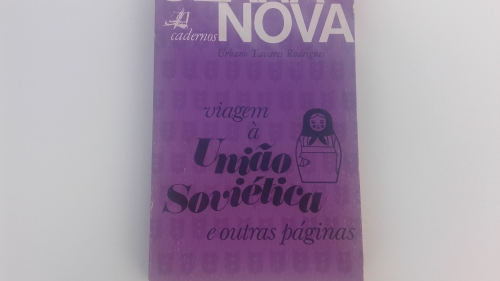 NOVA
cadernos
Urbano Tavares Rodrigues
viagem
à
União
Soviética
e outras páginas